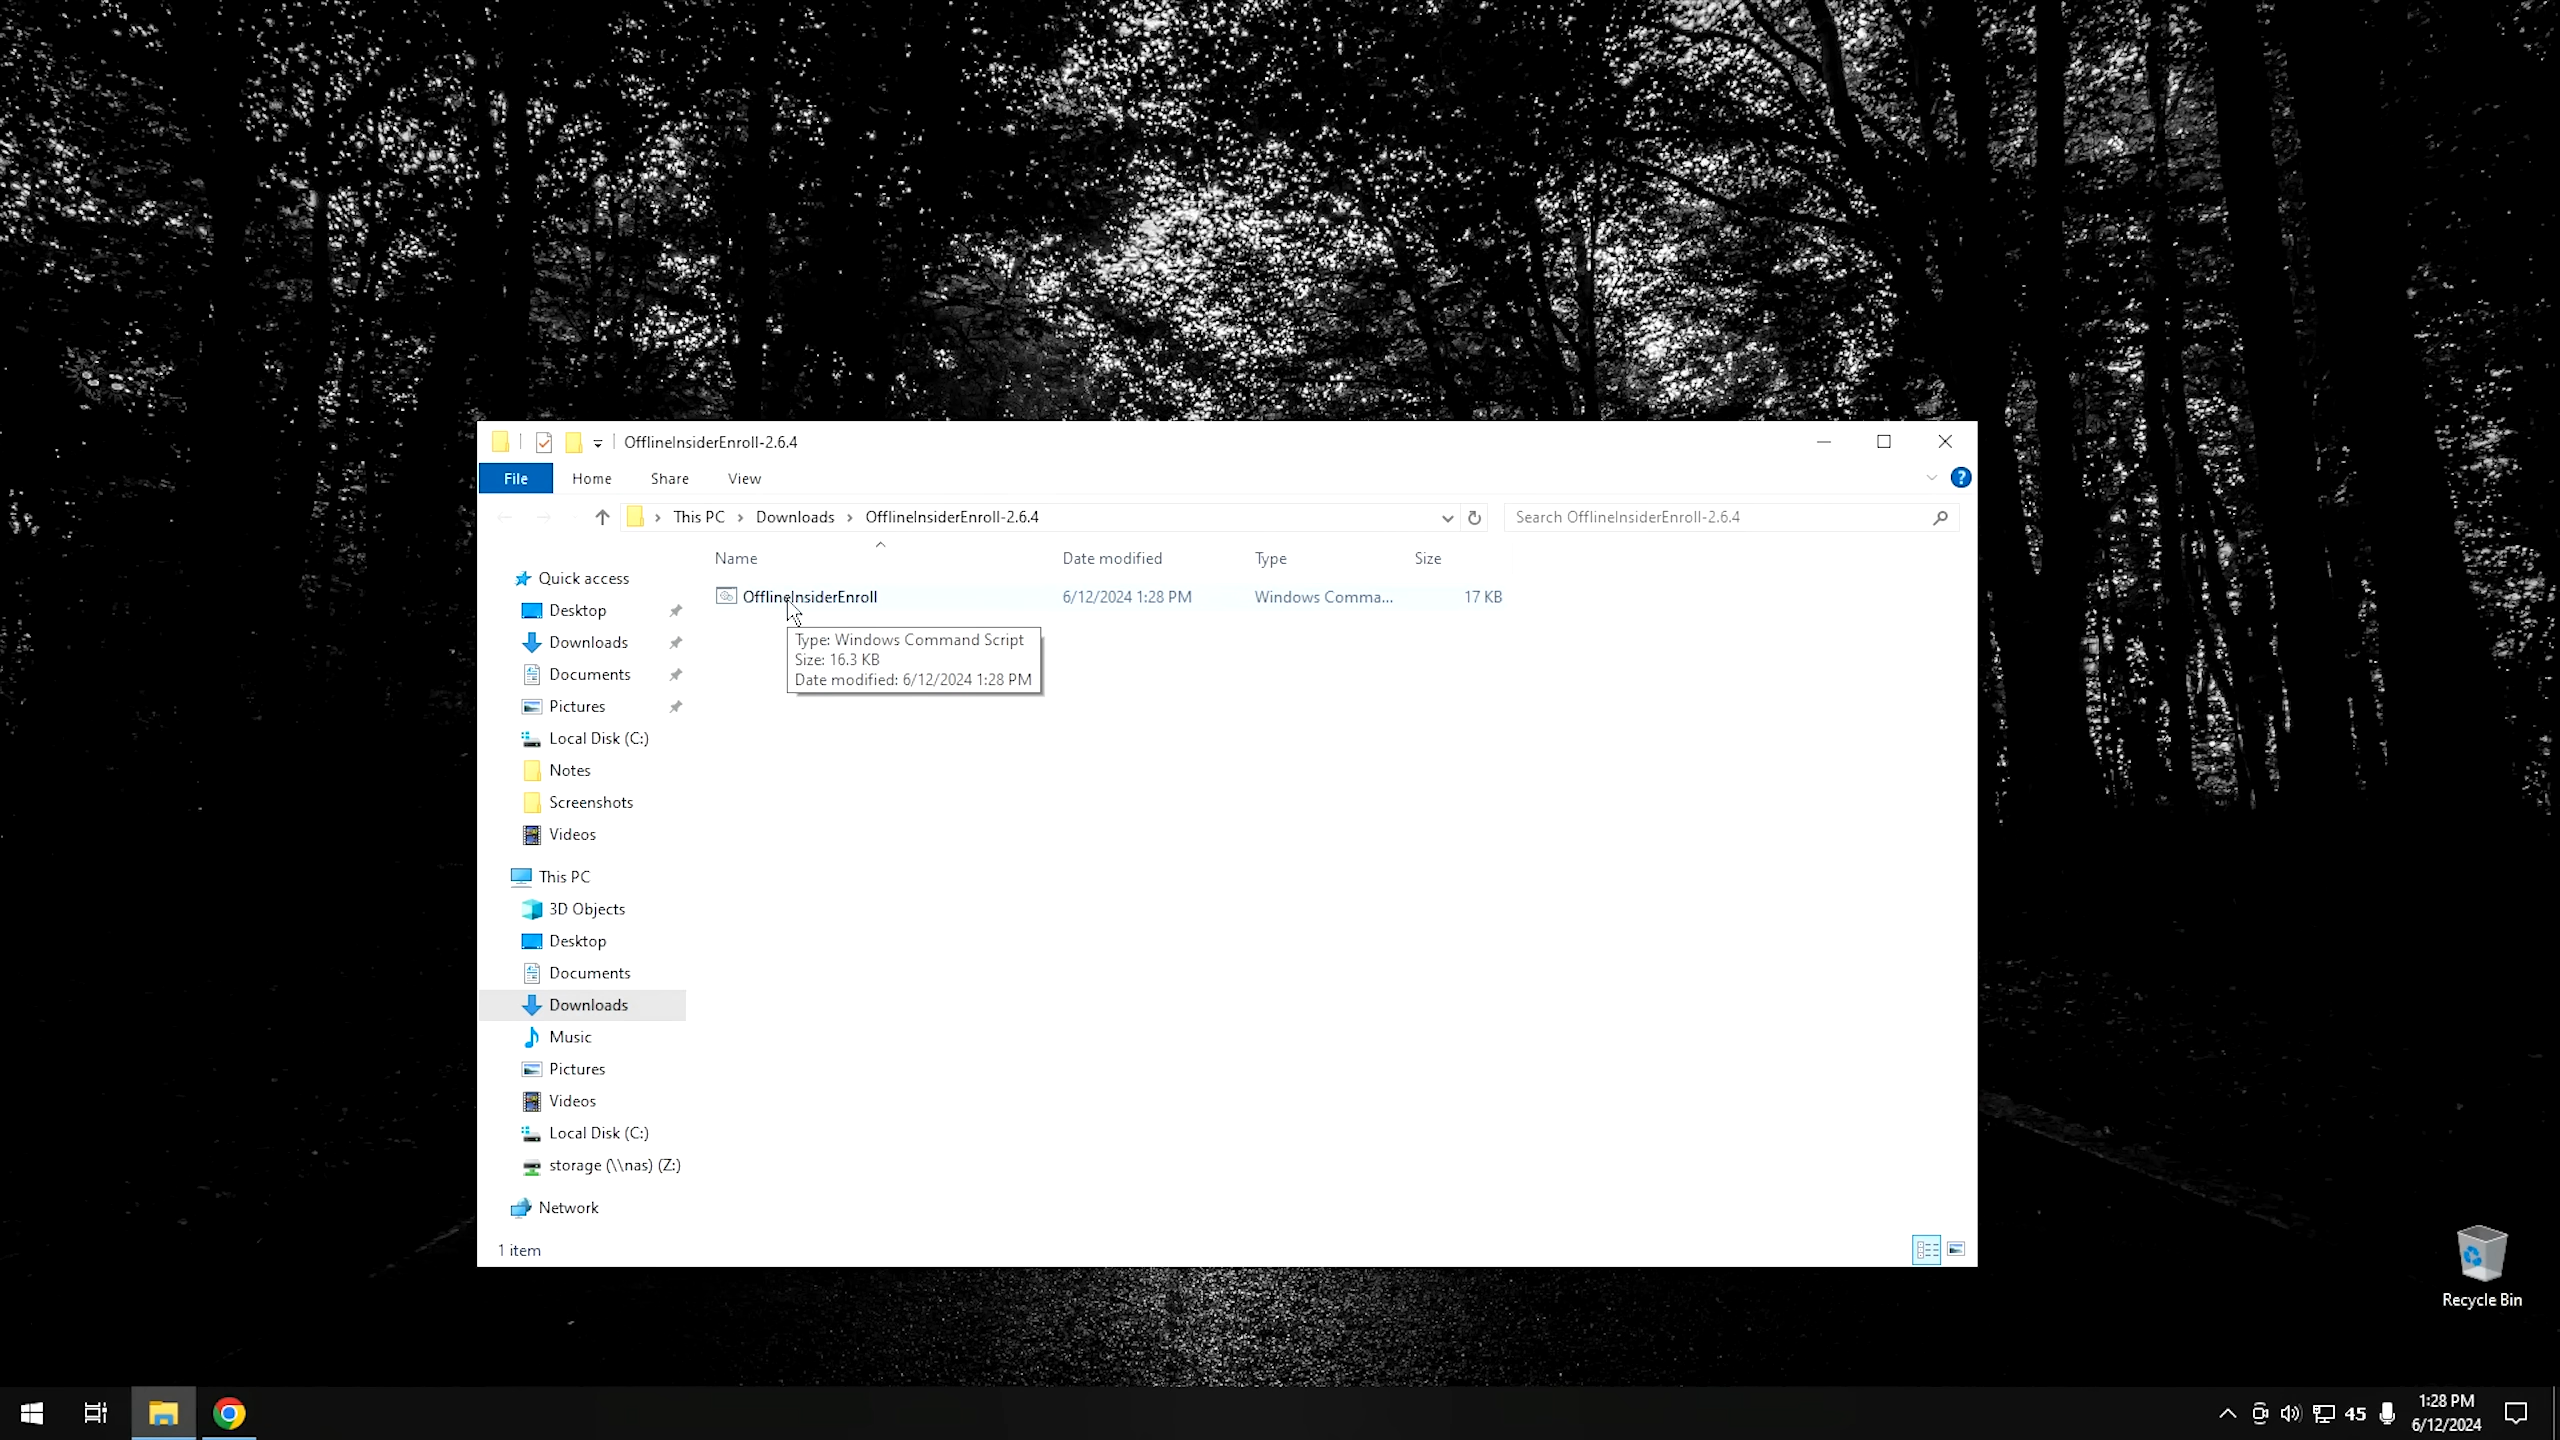 OfflineInsiderEnroll-2.6.4
File Home Share View
This PC Downloads OfflineInsiderEnroll-2.6.4 Search OfflineInsiderEnroll-2.6.4
Name Date modified Type Size
OfflineInsiderEnroll 6/12/2024 1:28 PM Windows Comma... 17 KB
Type: Windows Command Script
Size: 16.3 KB
Date modified: 6/12/2024 1:28 PM
Quick access
Desktop
Downloads
Documents
Pictures
Local Disk (C:)
Notes
Screenshots
Videos
This PC
3D Objects
Desktop
Documents
Downloads
Music
Pictures
Videos
Local Disk (C:)
storage (\\nas) (Z:)
Network
1 item
Recycle Bin
45
1:28 PM
6/12/2024